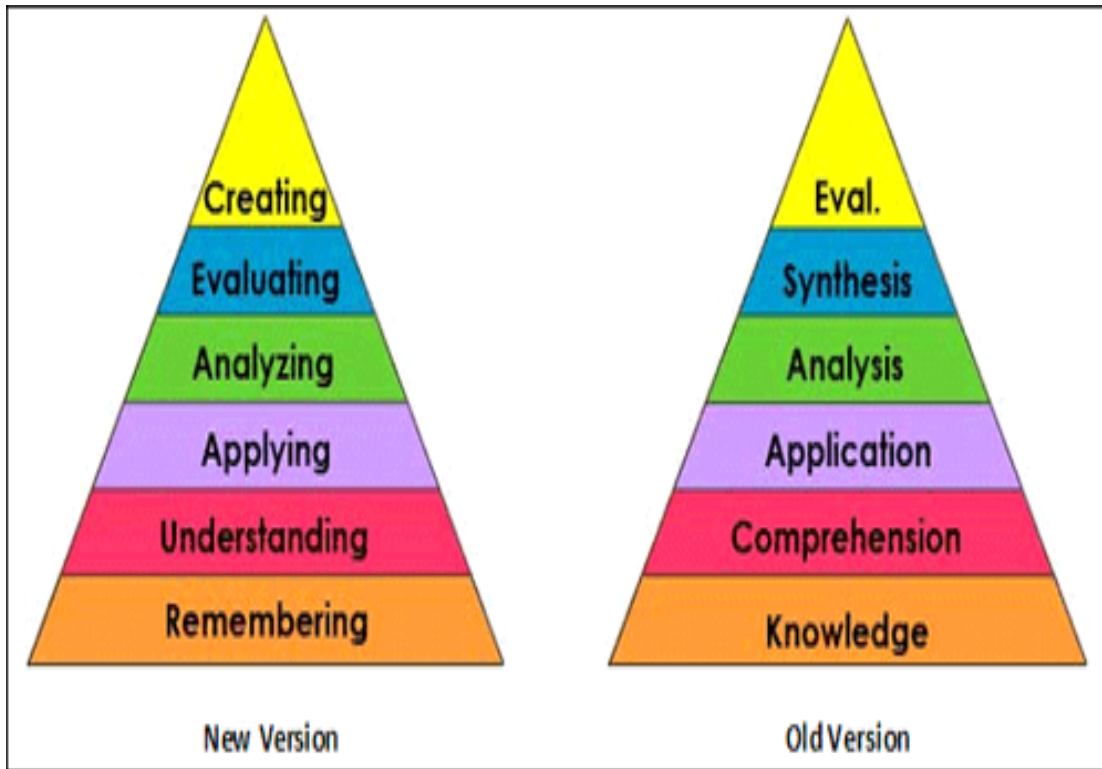 Creating
Evaluating
Analyzing
Applying
Understanding
Remembering
New Version
Eval.
Synthesis
Analysis
Application
Comprehension
Knowledge
Old Version